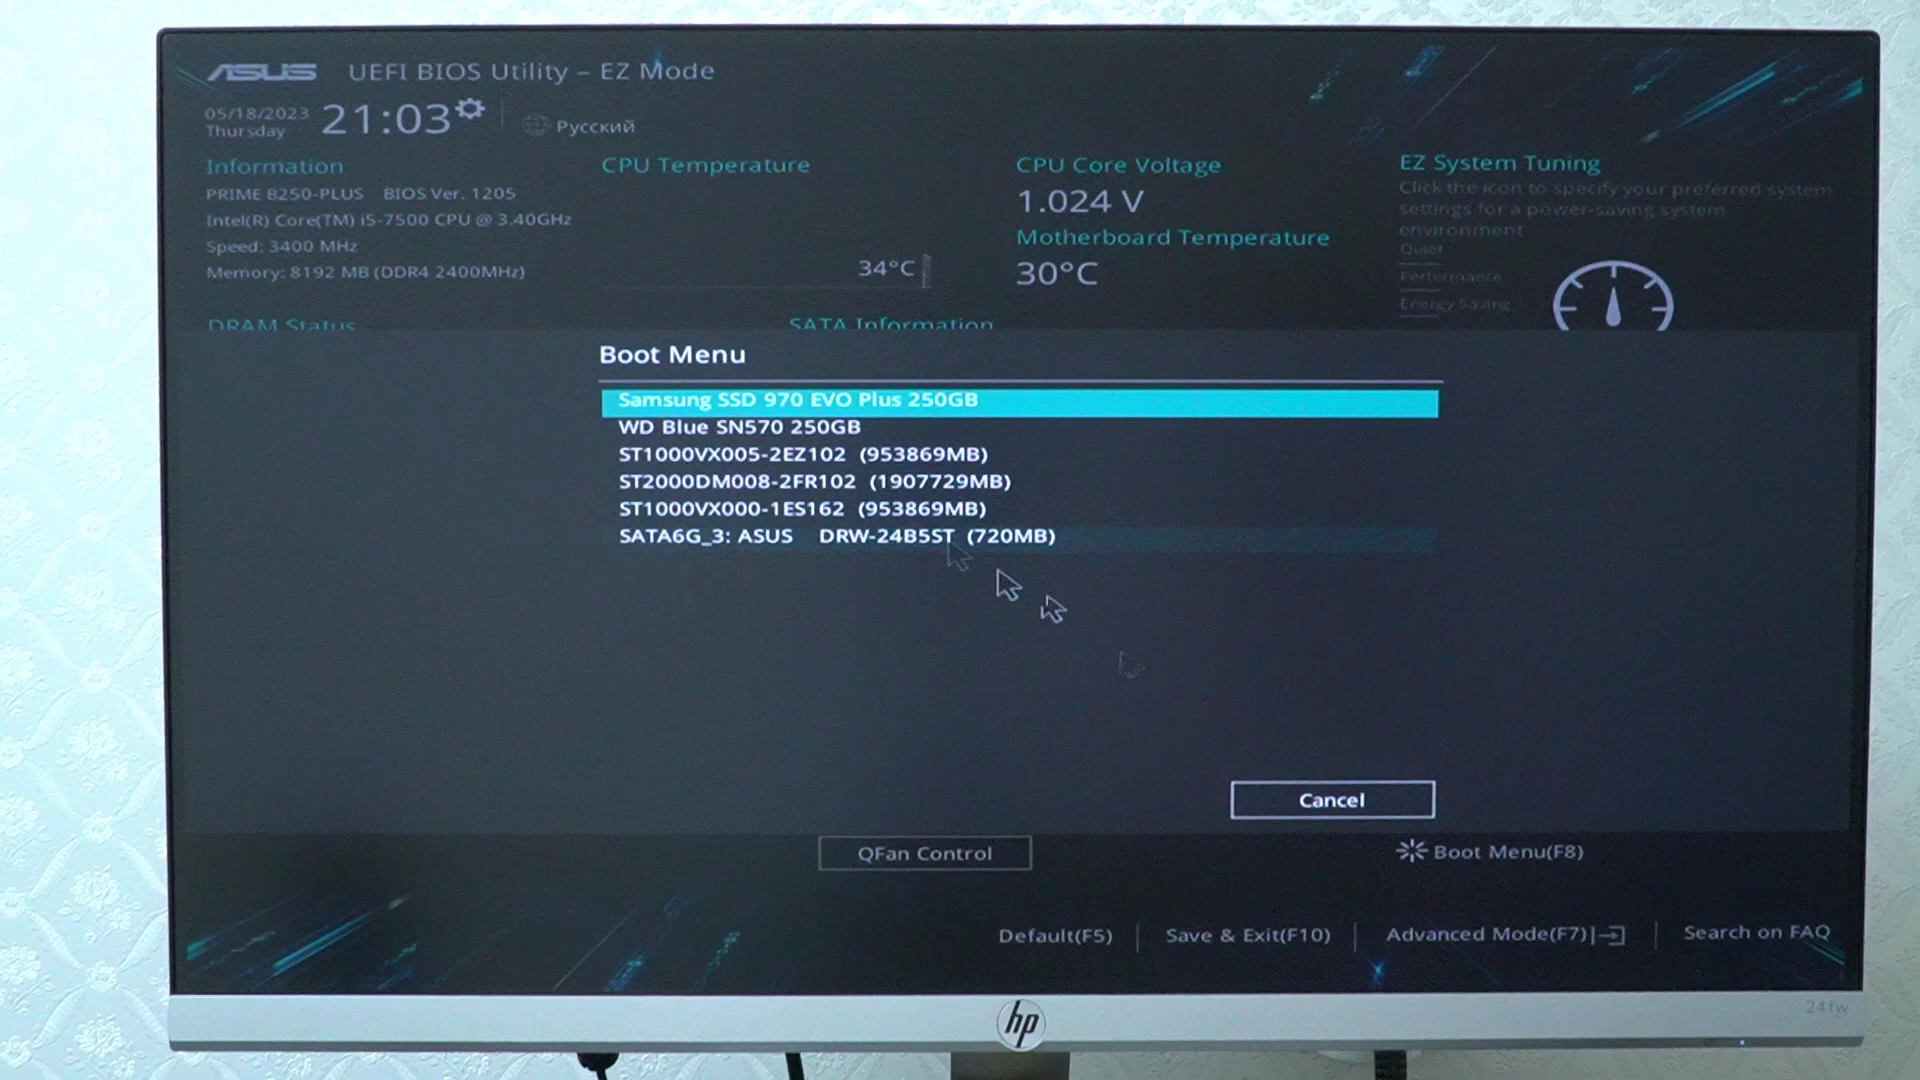 ASUS UEFI BIOS Utility – EZ Mode
05/18/2023
Thursday
21:03
Русский
Information
PRIME B250-PLUS BIOS Ver. 1205
Intel(R) Core(TM) i5-7500 CPU @ 3.40GHz
Speed: 3400 MHz
Memory: 8192 MB (DDR4 2400MHz)
CPU Temperature
34°C
CPU Core Voltage
1.024 V
Motherboard Temperature
30°C
EZ System Tuning
Click the icon to specify your preferred system
settings for a power-saving system
environment
Quiet
Performance
Energy Saving
DRAM Status
SATA Information
Boot Menu
Samsung SSD 970 EVO Plus 250GB
WD Blue SN570 250GB
ST1000VX005-2EZ102 (953869MB)
ST2000DM008-2FR102 (1907729MB)
ST1000VX000-1ES162 (953869MB)
SATA6G_3: ASUS DRW-24B5ST (720MB)
Cancel
QFan Control
Boot Menu(F8)
Default(F5)
Save & Exit(F10)
Advanced Mode(F7)
Search on FAQ
hp
24fw